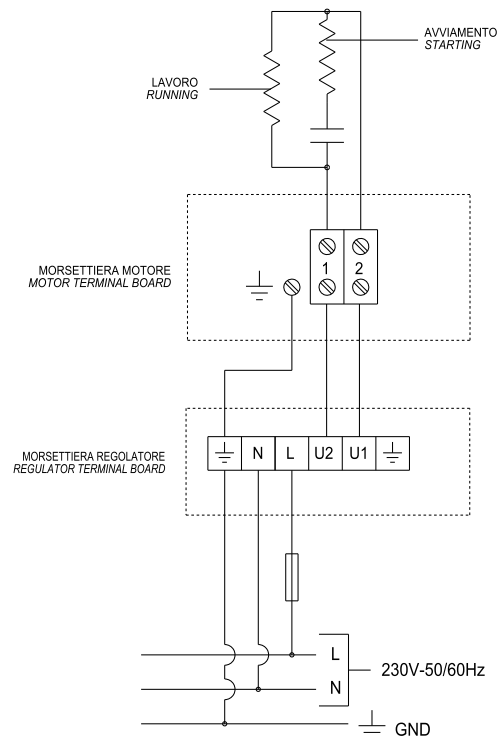 AVVIAMENTO
STARTING
LAVORO
RUNNING
1 2
MORSETTIERA MOTORE
MOTOR TERMINAL BOARD
MORSETTIERA REGOLATORE
REGULATOR TERMINAL BOARD
N L U2 U1
L
230V-50/60Hz
N
GND